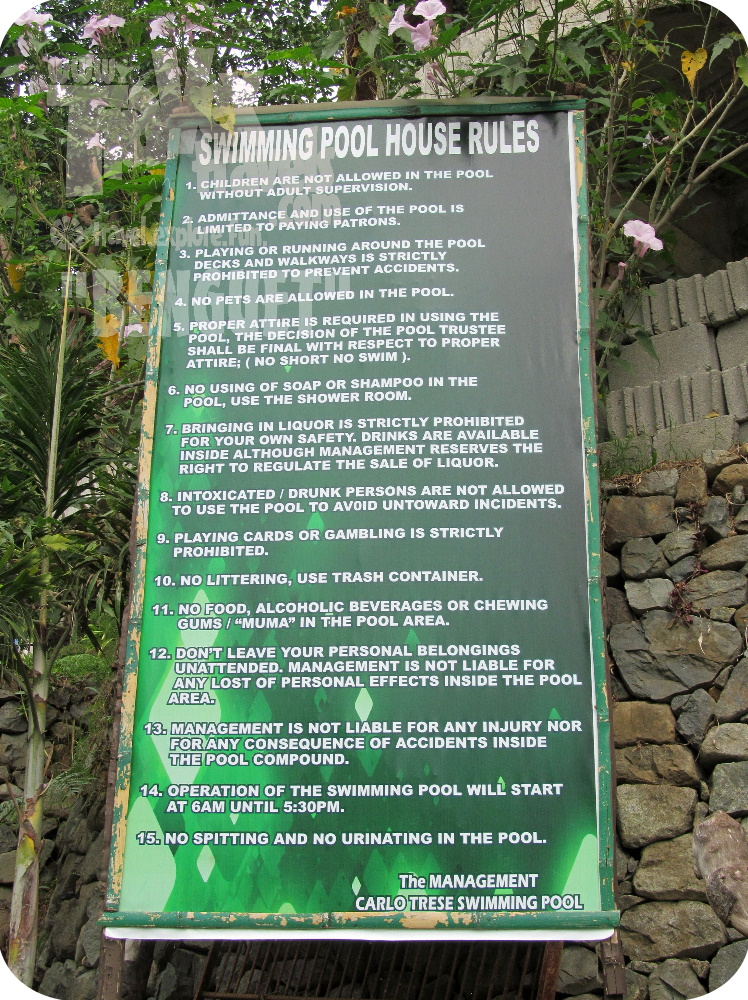 SWIMMING POOL HOUSE RULES
1. CHILDREN ARE NOT ALLOWED IN THE POOL
WITHOUT ADULT SUPERVISION.
2. ADMITTANCE AND USE OF THE POOL IS
LIMITED TO PAYING PATRONS.
3. PLAYING OR RUNNING AROUND THE POOL
DECKS AND WALKWAYS IS STRICTLY
PROHIBITED TO PREVENT ACCIDENTS.
4. NO PETS ARE ALLOWED IN THE POOL.
5. PROPER ATTIRE IS REQUIRED IN USING THE
POOL, THE DECISION OF THE POOL TRUSTEE
SHALL BE FINAL WITH RESPECT TO PROPER
ATTIRE; ( NO SHORT NO SWIM ).
6. NO USING OF SOAP OR SHAMPOO IN THE
POOL, USE THE SHOWER ROOM.
7. BRINGING IN LIQUOR IS STRICTLY PROHIBITED
FOR YOUR OWN SAFETY. DRINKS ARE AVAILABLE
INSIDE ALTHOUGH MANAGEMENT RESERVES THE
RIGHT TO REGULATE THE SALE OF LIQUOR.
8. INTOXICATED / DRUNK PERSONS ARE NOT ALLOWED
TO USE THE POOL TO AV0ID UNTOWARD INCIDENTS.
9. PLAYING CARDS OR GAMBLING IS STRICTLY
PROHIBITED.
10. NO LITTERING, USE TRASH CONTAINER.
11. NO FOOD, ALCOHOLIC BEVERAGES OR CHEWING
GUMS / "MUMA" IN THE POOL AREA.
12. DON'T LEAVE YOUR PERSONAL BELONGINGS
UNATTENDED. MANAGEMENT IS NOT LIABLE FOR
ANY LOST OF PERSONAL EFFECTS INSIDE THE POOL
AREA.
13. MANAGEMENT IS NOT LIABLE FOR ANY INJURY NOR
FOR ANY CONSEQUENCE OF ACCIDENTS INSIDE
THE POOL COMPOUND.
14. OPERATION OF THE SWIMMING POOL WILL START
AT 6AM UNTIL 5:30PM.
15. NO SPITTING AND NO URINATING IN THE POOL.
The MANAGEMENT
CARLO TRESE SWIMMING POOL
.com
travel.explore.fun.
BENGUET